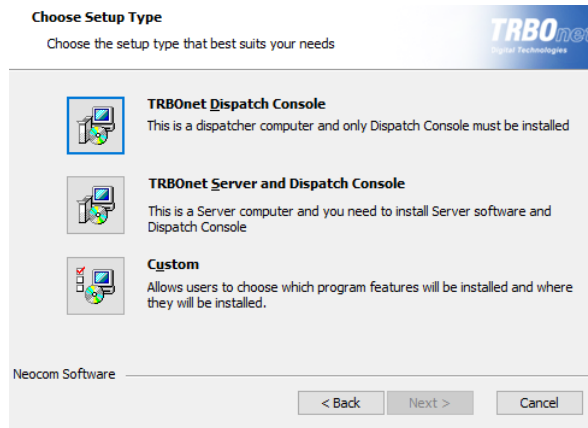 Choose Setup Type
Choose the setup type that best suits your needs
TRBOnet
Digital Technologies
TRBOnet Dispatch Console
This is a dispatcher computer and only Dispatch Console must be installed
TRBOnet Server and Dispatch Console
This is a Server computer and you need to install Server software and
Dispatch Console
Custom
Allows users to choose which program features will be installed and where
they will be installed.
Neocom Software
< Back
Next >
Cancel